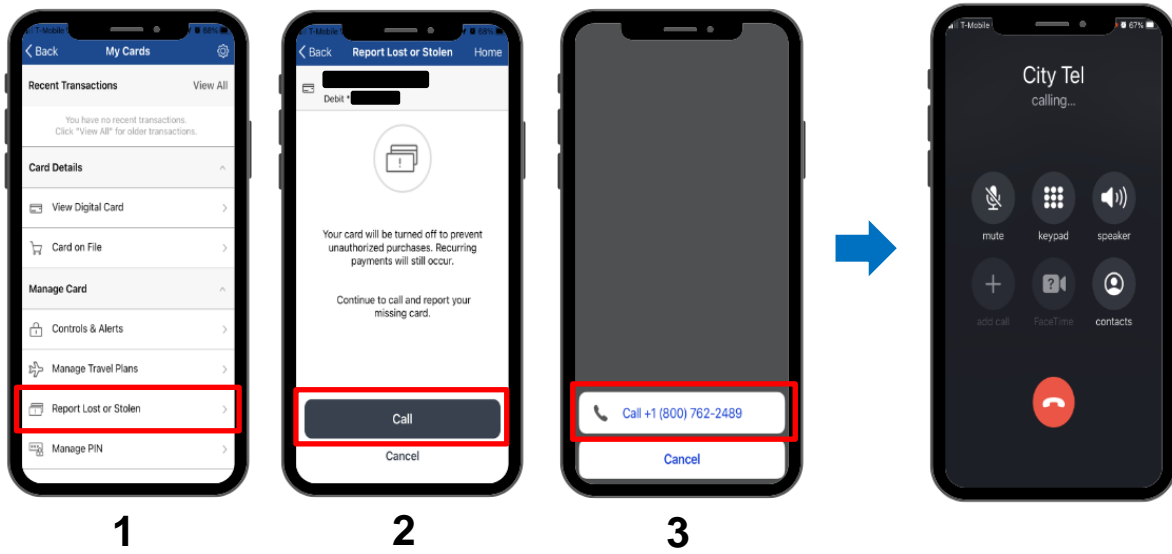 T-Mobile
68%
Back My Cards
Recent Transactions View All
You have no recent transactions.
Click "View All" for older transactions.
Card Details
View Digital Card
Card on File
Manage Card
Controls & Alerts
Manage Travel Plans
Report Lost or Stolen
Manage PIN
1
T-Mobile
68%
Back Report Lost or Stolen Home
Debit *
Your card will be turned off to prevent
unauthorized purchases. Recurring
payments will still occur.
Continue to call and report your
missing card.
Call
Cancel
2
Call +1 (800) 762-2489
Cancel
3
T-Mobile 67%
City Tel
calling...
mute keypad speaker
add call FaceTime contacts